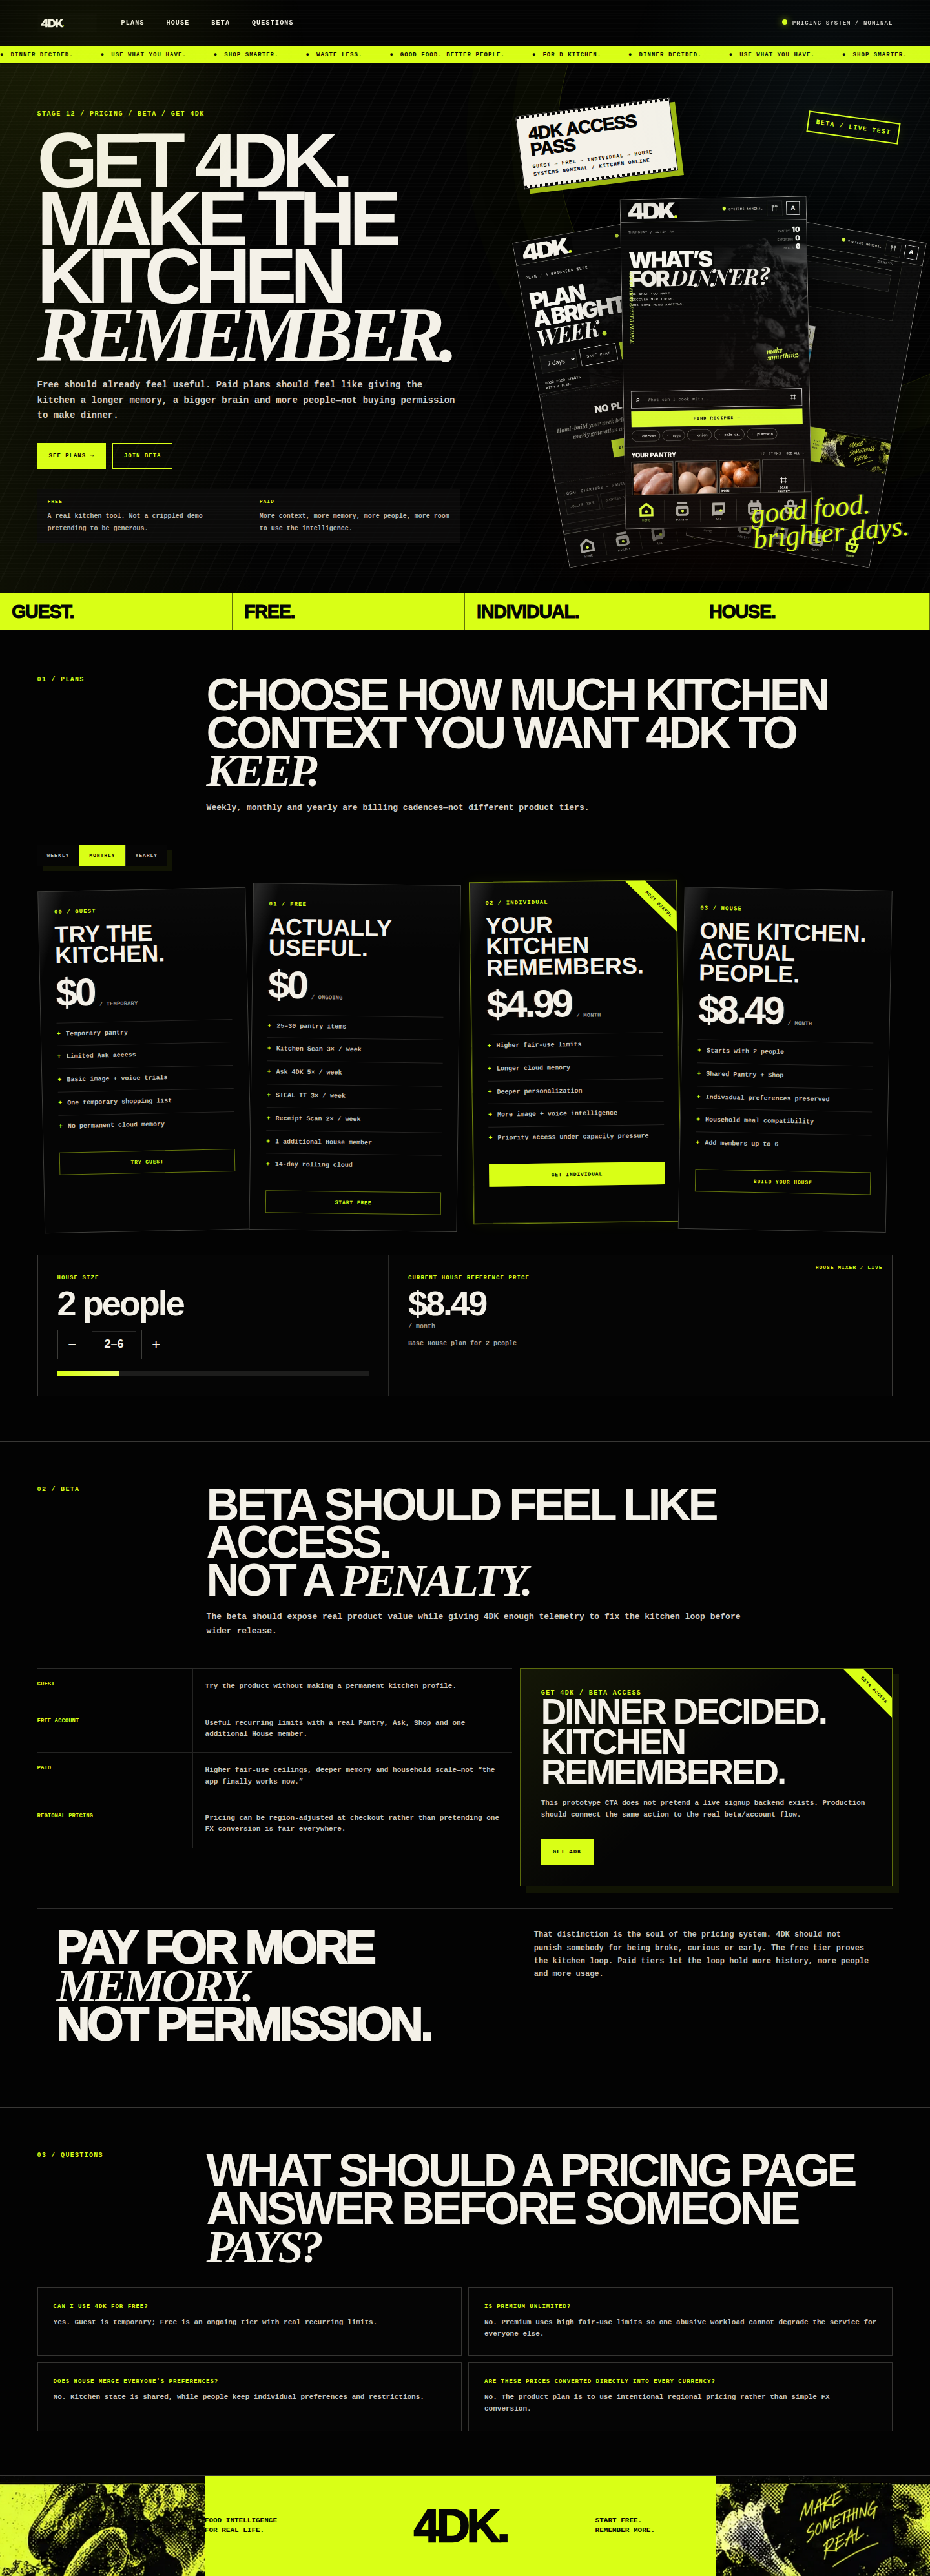 4DK.
PLANS
HOUSE
BETA
QUESTIONS
PRICING SYSTEM / NOMINAL
DINNER DECIDED.
USE WHAT YOU HAVE.
SHOP SMARTER.
WASTE LESS.
GOOD FOOD. BETTER PEOPLE.
FOR D KITCHEN.
DINNER DECIDED.
USE WHAT YOU HAVE.
SHOP SMARTER.
STAGE 12 / PRICING / BETA / GET 4DK
GET 4DK.
MAKE THE
KITCHEN
REMEMBER.
Free should already feel useful. Paid plans should feel like giving the
kitchen a longer memory, a bigger brain and more people—not buying permission
to make dinner.
SEE PLANS →
JOIN BETA
FREE
A real kitchen tool. Not a crippled demo
pretending to be generous.
PAID
More context, more memory, more people, more room
to use the intelligence.
4DK ACCESS
PASS
GUEST → FREE → INDIVIDUAL → HOUSE
SYSTEMS NOMINAL / KITCHEN ONLINE
BETA / LIVE TEST
4DK.
PLAN / A BRIGHTER WEEK
PLAN
A BRIGHT
WEEK.
7 days
SAVE PLAN
GOOD FOOD STARTS
WITH A PLAN.
NO PL
4DK.
SYSTEMS NOMINAL
A
10
0
6
WHAT'S
FOR DINNER?
make
something.
What can I cook with…
FIND RECIPES →
YOUR PANTRY
SCAN
HOME
SYSTEMS NOMINAL
A
MAKE
SOMETHING
REAL.
good food.
brighter days.
GUEST.
FREE.
INDIVIDUAL.
HOUSE.
01 / PLANS
CHOOSE HOW MUCH KITCHEN
CONTEXT YOU WANT 4DK TO
KEEP.
Weekly, monthly and yearly are billing cadences—not different product tiers.
WEEKLY
MONTHLY
YEARLY
00 / GUEST
TRY THE
KITCHEN.
$0 / TEMPORARY
+ Temporary pantry
+ Limited Ask access
+ Basic image + voice trials
+ One temporary shopping list
+ No permanent cloud memory
TRY GUEST
01 / FREE
ACTUALLY
USEFUL.
$0 / ONGOING
+ 25–30 pantry items
+ Kitchen Scan 3× / week
+ Ask 4DK 5× / week
+ STEAL IT 3× / week
+ Receipt Scan 2× / week
+ 1 additional House member
+ 14-day rolling cloud
START FREE
MOST USEFUL
02 / INDIVIDUAL
YOUR
KITCHEN
REMEMBERS.
$4.99 / MONTH
+ Higher fair-use limits
+ Longer cloud memory
+ Deeper personalization
+ More image + voice intelligence
+ Priority access under capacity pressure
GET INDIVIDUAL
03 / HOUSE
ONE KITCHEN.
ACTUAL
PEOPLE.
$8.49 / MONTH
+ Starts with 2 people
+ Shared Pantry + Shop
+ Individual preferences preserved
+ Household meal compatibility
+ Add members up to 6
BUILD YOUR HOUSE
HOUSE SIZE
2 people
−
2–6
+
HOUSE MIXER / LIVE
CURRENT HOUSE REFERENCE PRICE
$8.49
/ month
Base House plan for 2 people
02 / BETA
BETA SHOULD FEEL LIKE
ACCESS.
NOT A PENALTY.
The beta should expose real product value while giving 4DK enough telemetry to fix the kitchen loop before
wider release.
GUEST
Try the product without making a permanent kitchen profile.
FREE ACCOUNT
Useful recurring limits with a real Pantry, Ask, Shop and one
additional House member.
PAID
Higher fair-use ceilings, deeper memory and household scale—not “the
app finally works now.”
REGIONAL PRICING
Pricing can be region-adjusted at checkout rather than pretending one
FX conversion is fair everywhere.
BETA ACCESS
GET 4DK / BETA ACCESS
DINNER DECIDED.
KITCHEN
REMEMBERED.
This prototype CTA does not pretend a live signup backend exists. Production
should connect the same action to the real beta/account flow.
GET 4DK
PAY FOR MORE
MEMORY.
NOT PERMISSION.
That distinction is the soul of the pricing system. 4DK should not
punish somebody for being broke, curious or early. The free tier proves
the kitchen loop. Paid tiers let the loop hold more history, more people
and more usage.
03 / QUESTIONS
WHAT SHOULD A PRICING PAGE
ANSWER BEFORE SOMEONE
PAYS?
CAN I USE 4DK FOR FREE?
Yes. Guest is temporary; Free is an ongoing tier with real recurring limits.
IS PREMIUM UNLIMITED?
No. Premium uses high fair-use limits so one abusive workload cannot degrade the service for
everyone else.
DOES HOUSE MERGE EVERYONE'S PREFERENCES?
No. Kitchen state is shared, while people keep individual preferences and restrictions.
ARE THESE PRICES CONVERTED DIRECTLY INTO EVERY CURRENCY?
No. The product plan is to use intentional regional pricing rather than simple FX
conversion.
FOOD INTELLIGENCE
FOR REAL LIFE.
4DK.
START FREE.
REMEMBER MORE.
MAKE
SOMETHING
REAL.